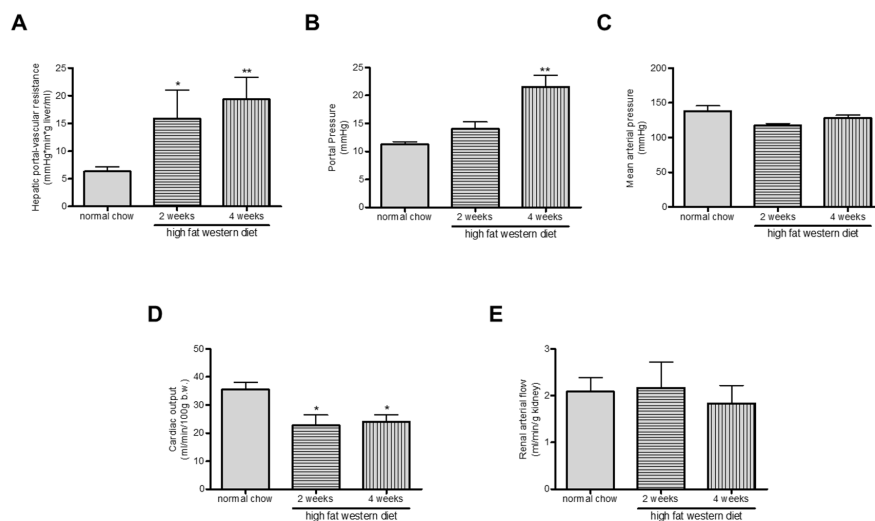 A
Hepatic portal-vascular resistance
(mmHg*min*g liver/ml)
25
20
15
10
5
0
*
**
normal chow
2 weeks
4 weeks
high fat western diet
B
Portal Pressure
(mmHg)
25
20
15
10
5
0
**
normal chow
2 weeks
4 weeks
high fat western diet
C
Mean arterial pressure
(mmHg)
200
150
100
50
0
normal chow
2 weeks
4 weeks
high fat western diet
D
Cardiac output
(ml/min/100g b.w.)
50
40
30
20
10
0
*
*
normal chow
2 weeks
4 weeks
high fat western diet
E
Renal arterial flow
(ml/min/g kidney)
3
2
1
0
normal chow
2 weeks
4 weeks
high fat western diet